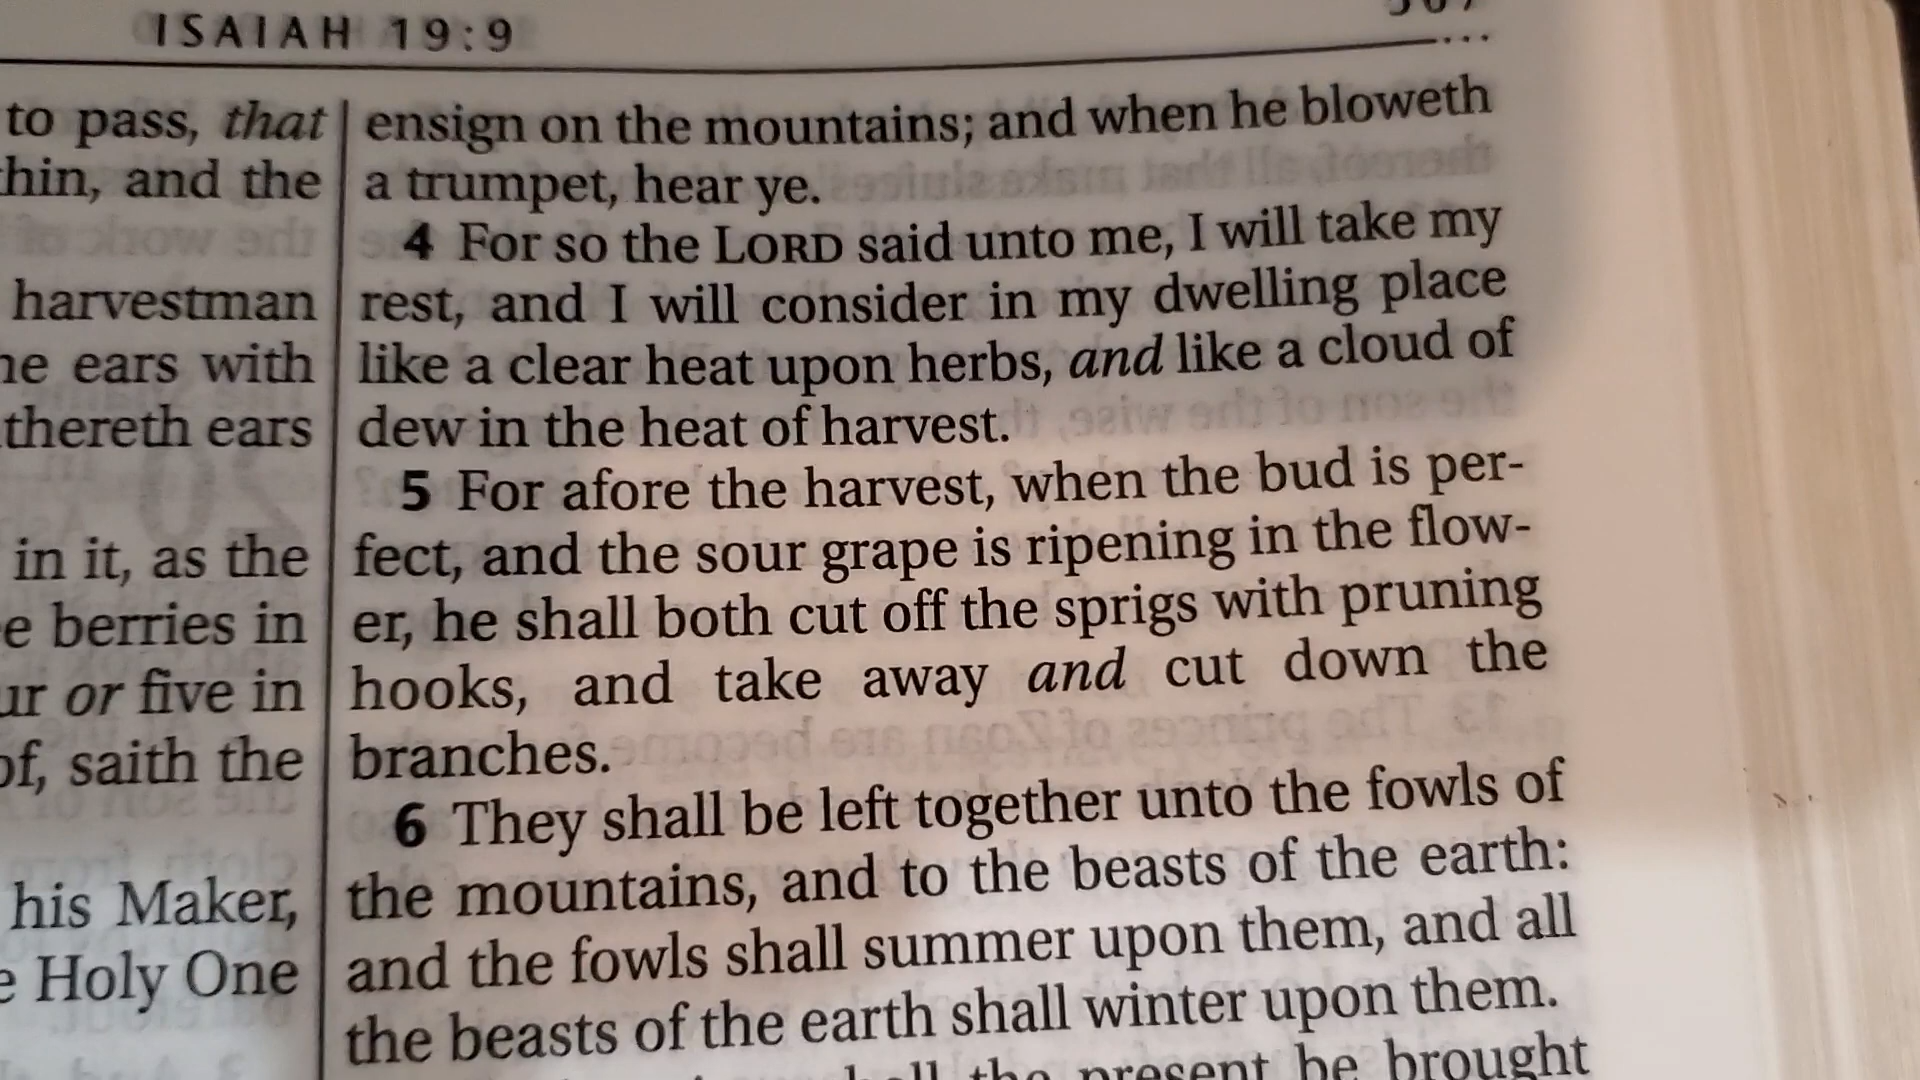 ISAIAH 19:9
to pass, that
and the
harvestman
ears with
ears
in it, as the
berries in
or five in
saith the
his Maker,
Holy One
ensign on the mountains; and when he bloweth
a trumpet, hear ye.
4 For so the LORD said unto me, I will take my
rest, and I will consider in my dwelling place
like a clear heat upon herbs, and like a cloud of
dew in the heat of harvest.
5 For afore the harvest, when the bud is per-
fect, and the sour grape is ripening in the flow-
er, he shall both cut off the sprigs with pruning
hooks, and take away and cut down the
branches.
6 They shall be left together unto the fowls of
the mountains, and to the beasts of the earth:
and the fowls shall summer upon them, and all
the beasts of the earth shall winter upon them.
the present be brought